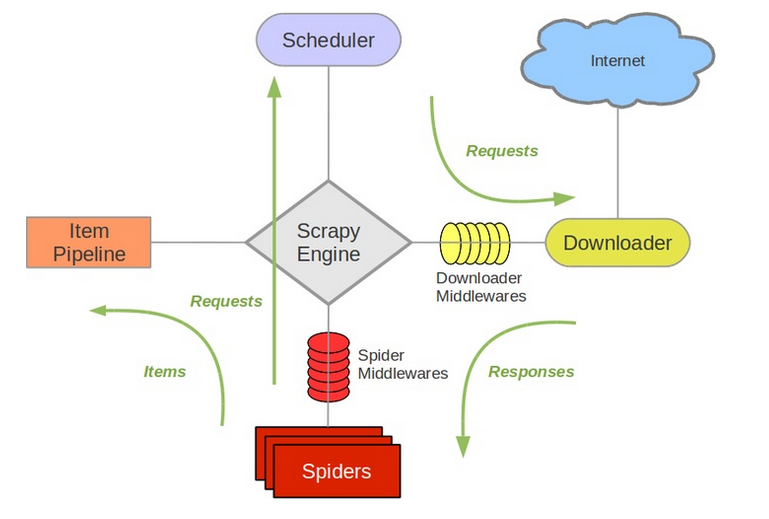 Scheduler
Internet
Requests
Item
Pipeline
Scrapy
Engine
Downloader
Downloader
Middlewares
Requests
Spider
Middlewares
Items
Responses
Spiders